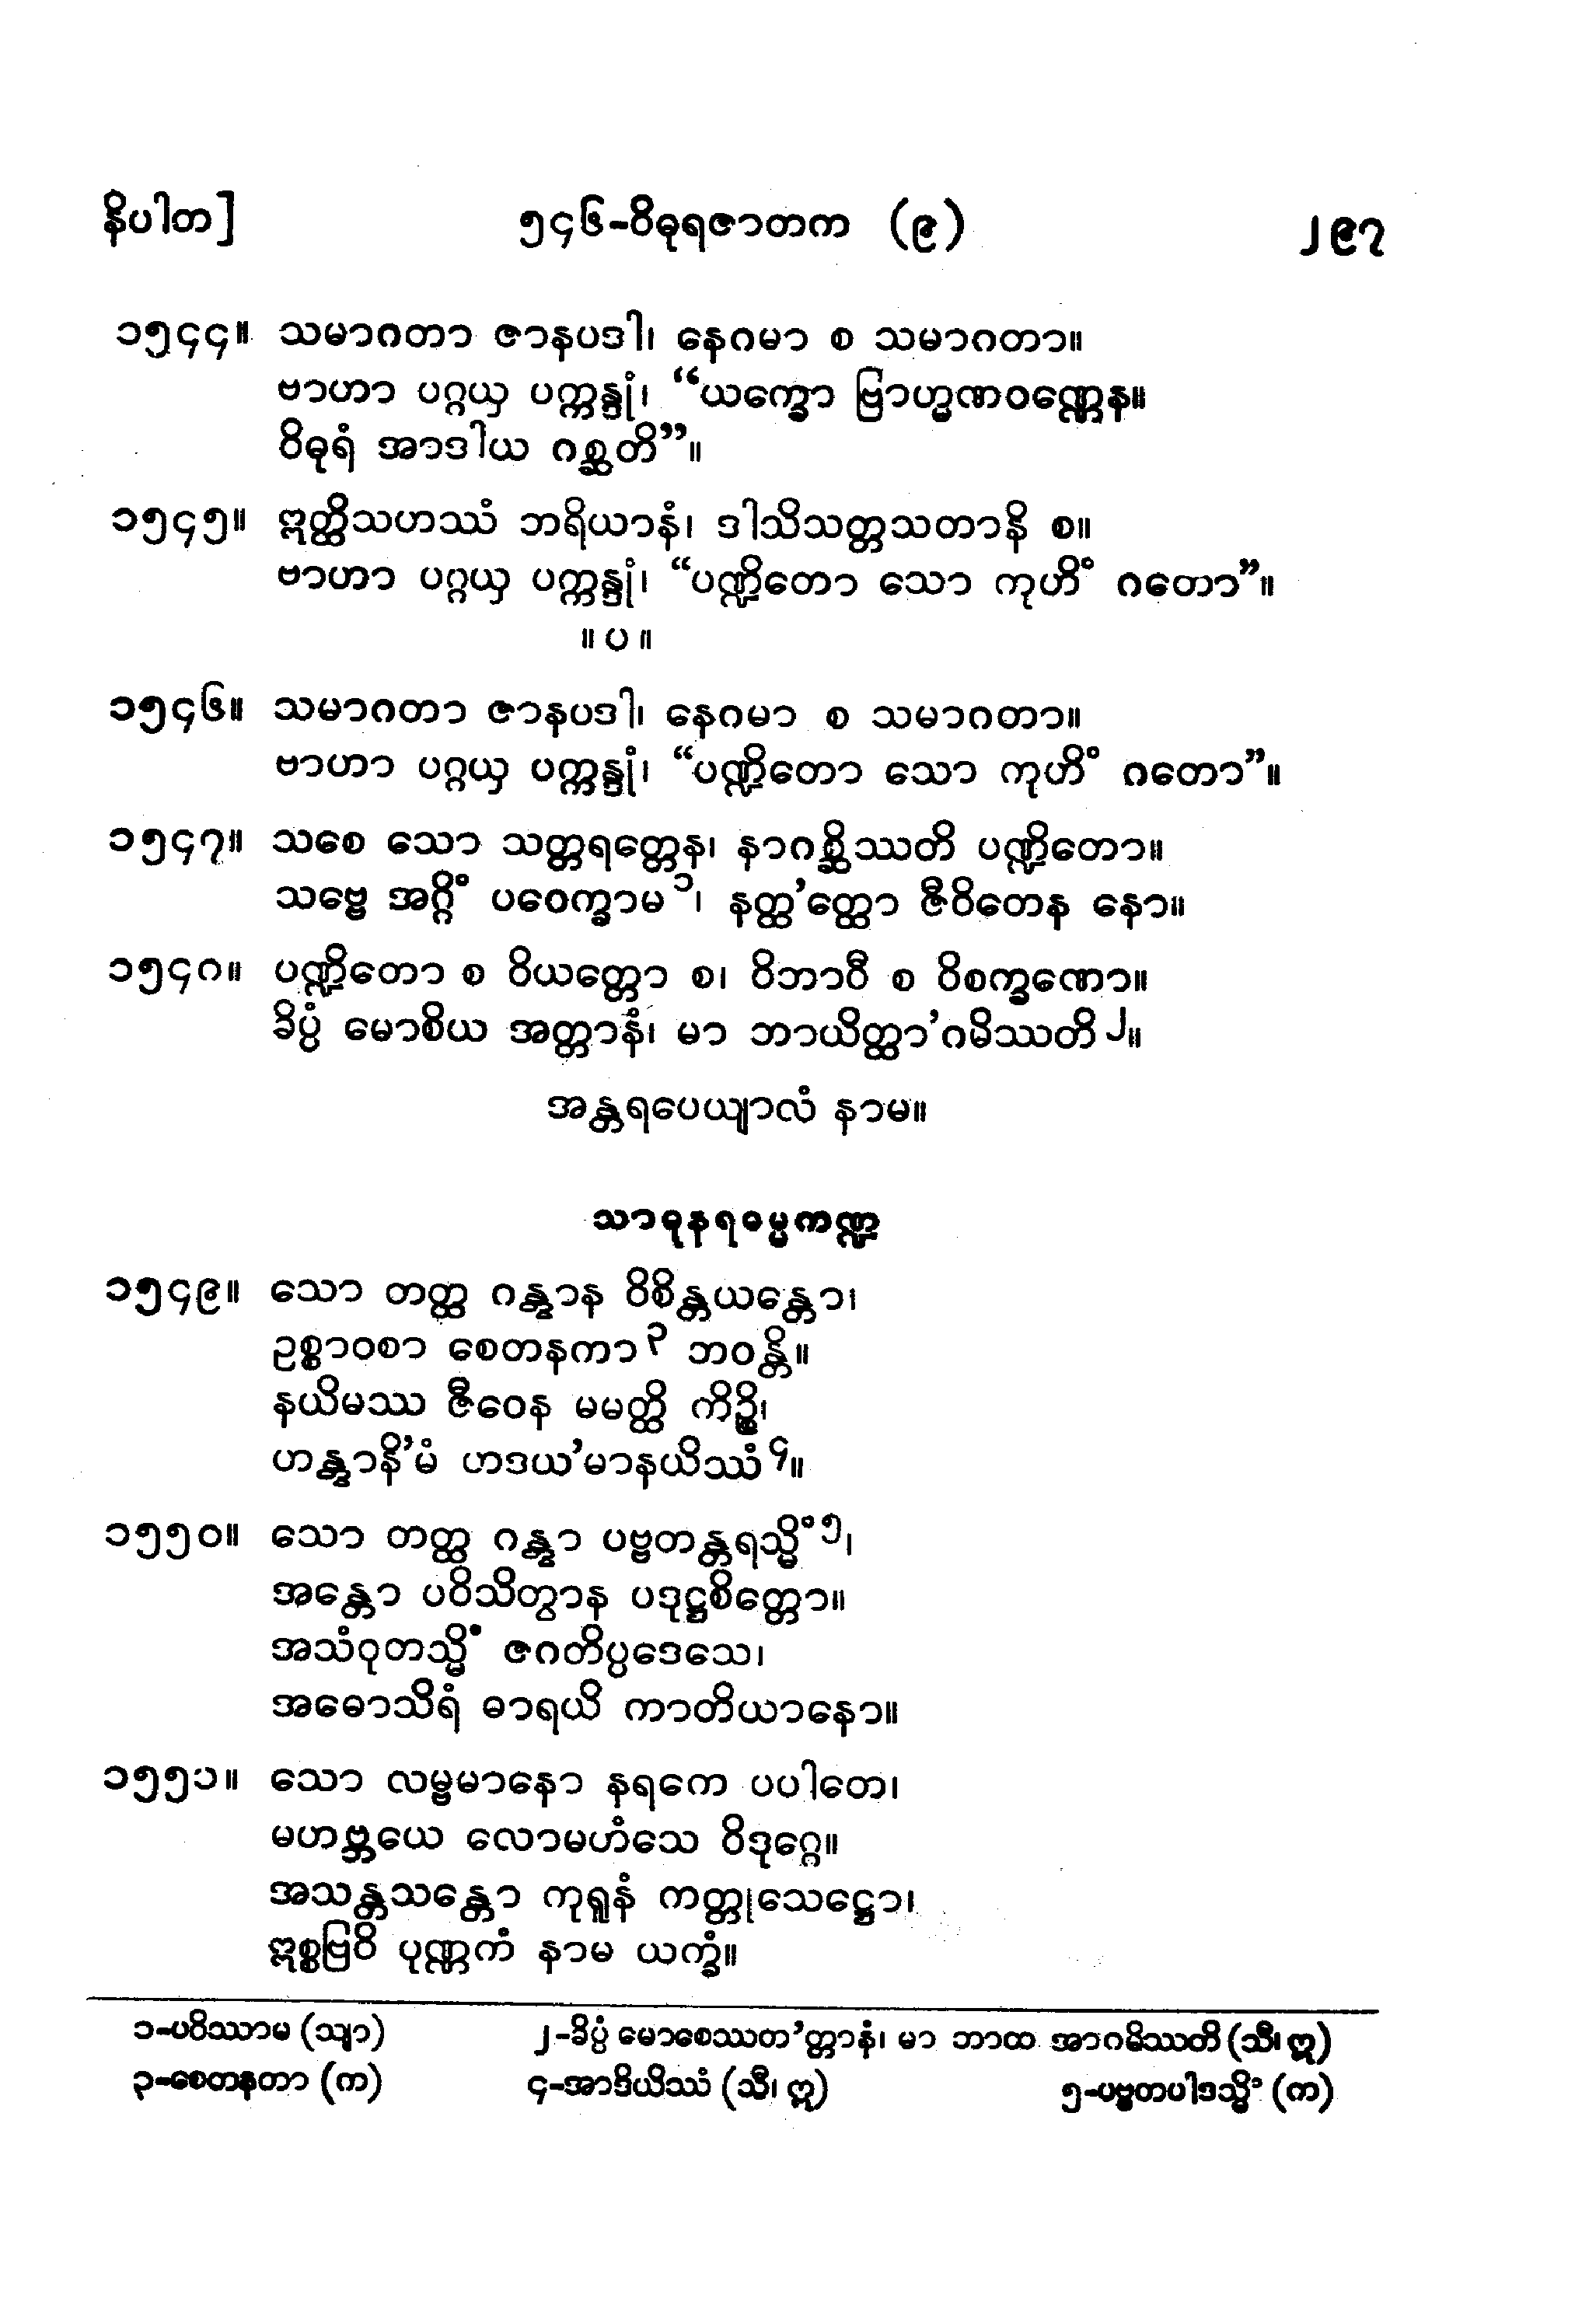 နိပါတ]
၅၄၆-ဝိဓုရဇာတက (၉)
၂၉၇
၁၅၄၄။ သမာဂတာ ဇာနပဒါ၊ နေဂမာ စ သမာဂတာ။
ဗာဟာ ပဂ္ဂယှ ပက္ကန္ဒုံ၊ “ယက္ခော ဗြာဟ္မဏဝဏ္ဏေန။
ဝိဓုရံ အာဒါယ ဂစ္ဆတိ”။
၁၅၄၅။ ဣတ္ထိသဟဿံ ဘရိယာနံ၊ ဒါသိသတ္တသတာနိ စ။
ဗာဟာ ပဂ္ဂယှ ပက္ကန္ဒုံ၊ “ပဏ္ဍိတော သော ကုဟိံ ဂတော”။
။ ပ ။
၁၅၄၆။ သမာဂတာ ဇာနပဒါ၊ နေဂမာ စ သမာဂတာ။
ဗာဟာ ပဂ္ဂယှ ပက္ကန္ဒုံ၊ “ပဏ္ဍိတော သော ကုဟိံ ဂတော”။
၁၅၄၇။ သစေ သော သတ္တရတ္တေန၊ နာဂစ္ဆိဿတိ ပဏ္ဍိတော။
သဗ္ဗေ အဂ္ဂိံ ပဝေက္ခာမ ၁၊ နတ္ထ’တ္ထော ဇီဝိတေန နော။
၁၅၄၈။ ပဏ္ဍိတော စ ဝိယတ္တော စ၊ ဝိဘာဝီ စ ဝိစက္ခဏော။
ခိပ္ပံ မောစိယ အတ္တာနံ၊ မာ ဘာယိတ္ထာ’ဂမိဿတိ ၂။
အန္တရပေယျာလံ နာမ။
သာဓုနရဓမ္မကဏ္ဍ
၁၅၄၉။ သော တတ္ထ ဂန္တွာန ဝိစိန္တယန္တော၊
ဥစ္စာဝစာ စေတနကာ ၃ ဘဝန္တိ။
နယိမဿ ဇီဝေန မမတ္ထိ ကိဉ္စိ၊
ဟန္တွာနိ’မံ ဟဒယ’မာနယိဿံ ၄။
၁၅၅၀။ သော တတ္ထ ဂန္တွာ ပဗ္ဗတန္တရသ္မိံ ၅၊
အန္တော ပဝိသိတွာန ပဒုဋ္ဌစိတ္တော။
အသံဝုတသ္မိံ ဇဂတိပ္ပဒေသေ၊
အဓောသိရံ ဓာရယိ ကာတိယာနော။
၁၅၅၁။ သော လမ္ဗမာနော နရကေ ပပါတေ၊
မဟဗ္ဘယေ လောမဟံသေ ဝိဒုဂ္ဂေ။
အသန္တသန္တော ကုရူနံ ကတ္တုသေဋ္ဌော၊
ဣစ္စဗြဝိ ပုဏ္ဏကံ နာမ ယက္ခံ။
၁-ပဝိဿာမ (သျာ) ၂-ခိပ္ပံ မောစေဿတ’တ္တာနံ၊ မာ ဘာထ အာဂမိဿတိ (သီ၊ ဣ)
၃-စေတနတာ (က) ၄-အာဒိယိဿံ (သီ၊ ဣ) ၅-ပဗ္ဗတပါဒသ္မိံ (က)